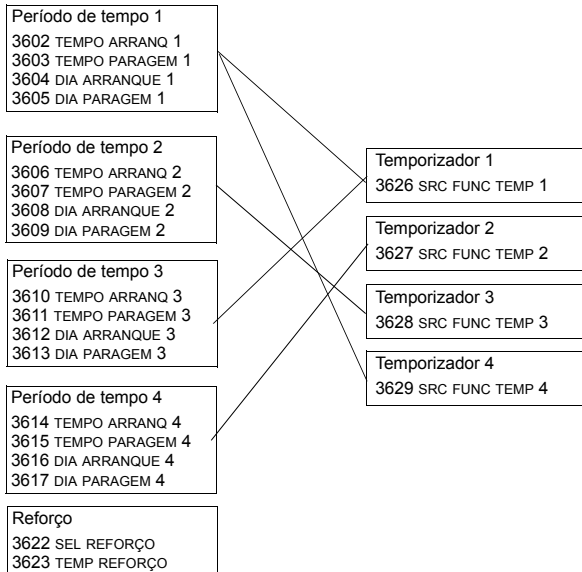 Período de tempo 1
3602 TEMPO ARRANQ 1
3603 TEMPO PARAGEM 1
3604 DIA ARRANQUE 1
3605 DIA PARAGEM 1
Período de tempo 2
3606 TEMPO ARRANQ 2
3607 TEMPO PARAGEM 2
3608 DIA ARRANQUE 2
3609 DIA PARAGEM 2
Período de tempo 3
3610 TEMPO ARRANQ 3
3611 TEMPO PARAGEM 3
3612 DIA ARRANQUE 3
3613 DIA PARAGEM 3
Período de tempo 4
3614 TEMPO ARRANQ 4
3615 TEMPO PARAGEM 4
3616 DIA ARRANQUE 4
3617 DIA PARAGEM 4
Reforço
3622 SEL REFORÇO
3623 TEMP REFORÇO
Temporizador 1
3626 SRC FUNC TEMP 1
Temporizador 2
3627 SRC FUNC TEMP 2
Temporizador 3
3628 SRC FUNC TEMP 3
Temporizador 4
3629 SRC FUNC TEMP 4